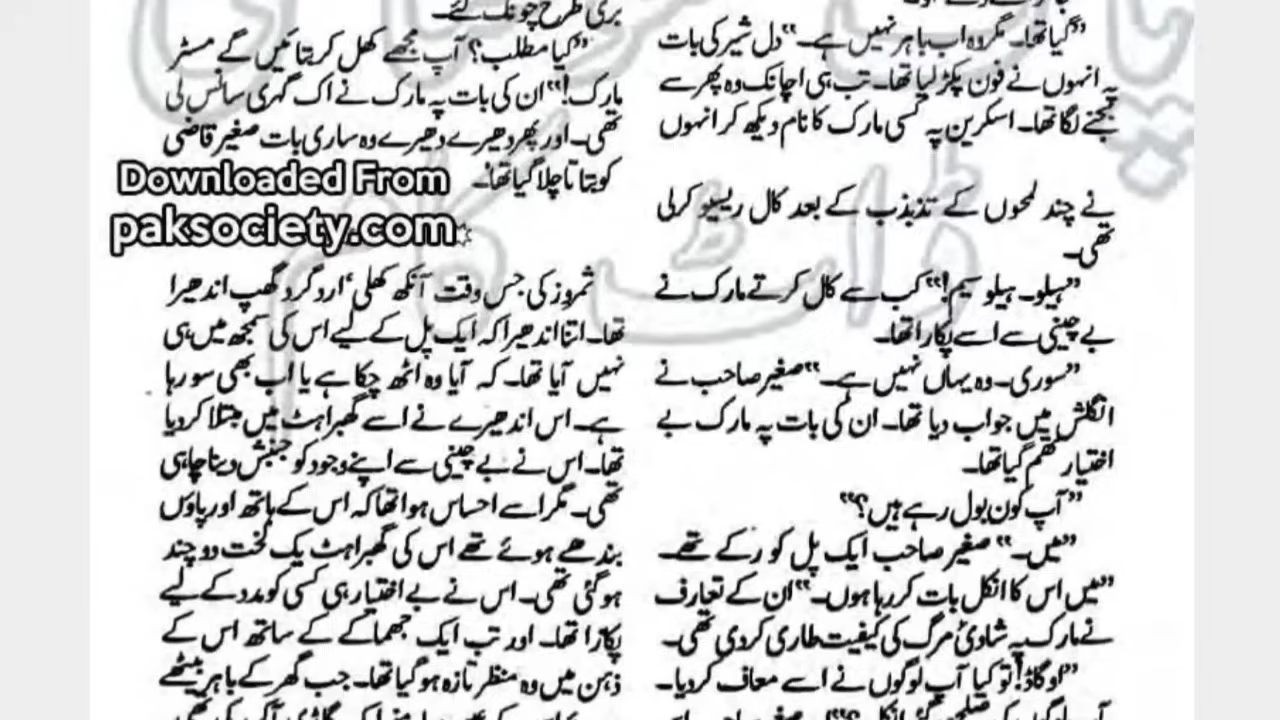 ”گیا تھا۔ مگر وہ اب باہر نہیں ہے۔“ دل شیر کی بات
پہ انہوں نے فون پکڑ لیا تھا۔ تب ہی اچانک وہ پھر سے
بجنے لگا تھا۔ اسکرین پہ کسی مارک کا نام دیکھ کر انہوں
نے چند لمحوں کے تذبذب کے بعد کال ریسیو کرلی
تھی۔
”ہیلو۔ ہیلو سیم!“ کب سے کال کرتے مارک نے
بے چینی سے اسے پکارا تھا۔
”سوری۔ وہ یہاں نہیں ہے۔“ صغیر صاحب نے
انگلش میں جواب دیا تھا۔ ان کی بات پہ مارک بے
اختیار تھم گیا تھا۔
”آپ کون بول رہے ہیں؟“
”میں۔“ صغیر صاحب ایک پل کو رکے تھے۔
”میں اس کا انکل بات کر رہا ہوں۔“ ان کے تعارف
نے مارک پہ شادیٔ مرگ کی کیفیت طاری کردی تھی۔
”او گاڈ! تو کیا آپ لوگوں نے اسے معاف کردیا۔
بری طرح چونک گئے۔
”کیا مطلب؟ آپ مجھے کھل کر بتائیں گے مسٹر
مارک!“ ان کی بات پہ مارک نے اک گہری سانس لی
تھی۔ اور پھر دھیرے دھیرے وہ ساری بات صغیر قاضی
کو بتاتا چلا گیا تھا۔
Downloaded From
paksociety.com
ثمروز کی جس وقت آنکھ کھلی، اردگرد گھپ اندھیرا
تھا۔ اتنا اندھیرا کہ ایک پل کے لیے اس کی سمجھ میں ہی
نہیں آیا تھا۔ کہ آیا وہ اٹھ چکا ہے یا اب بھی سو رہا
ہے۔ اس اندھیرے نے اسے گھبراہٹ میں مبتلا کردیا
تھا۔ اس نے بے چینی سے اپنے وجود کو جنبش دینا چاہی
تھی۔ مگر اسے احساس ہوا تھا کہ اس کے ہاتھ اور پاؤں
بندھے ہوئے تھے اس کی گھبراہٹ یک لخت دو چند
ہوگئی تھی۔ اس نے بے اختیار ہی کسی کو مدد کے لیے
پکارا تھا۔ اور تب ایک جھماکے کے ساتھ اس کے
ذہن میں وہ منظر تازہ ہوگیا تھا۔ جب گھر کے باہر بیٹھے